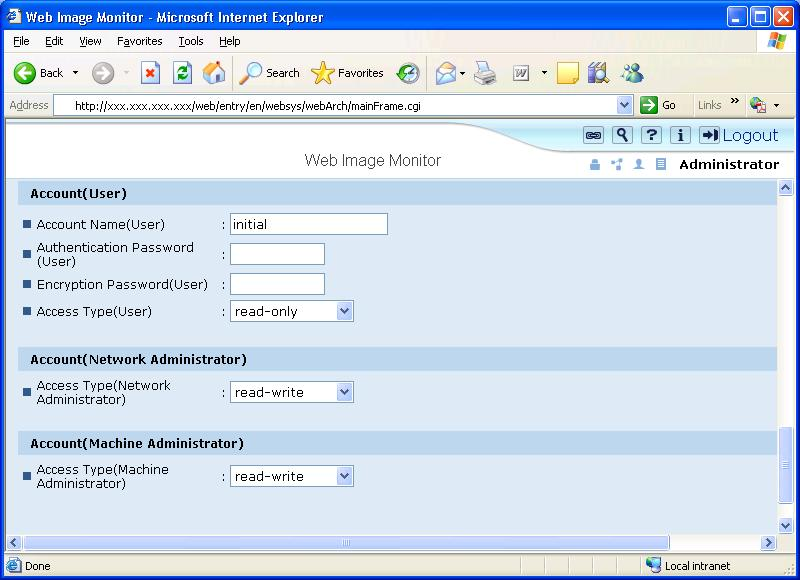 Web Image Monitor - Microsoft Internet Explorer
File Edit View Favorites Tools Help
Back Search Favorites W
Address http://xxx.xxx.xxx.xxx/web/entry/en/websys/webArch/mainFrame.cgi Go Links »
? i Logout
Web Image Monitor
Administrator
Account(User)
Account Name(User) : initial
Authentication Password
(User) :
Encryption Password(User) :
Access Type(User) : read-only
Account(Network Administrator)
Access Type(Network
Administrator) : read-write
Account(Machine Administrator)
Access Type(Machine
Administrator) : read-write
Done Local intranet